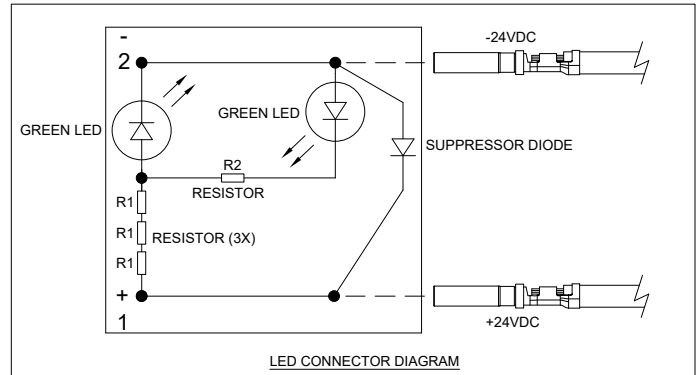 -
2
-24VDC
GREEN LED
GREEN LED
SUPPRESSOR DIODE
R2
RESISTOR
R1
R1
RESISTOR (3X)
R1
+
1
+24VDC
LED CONNECTOR DIAGRAM